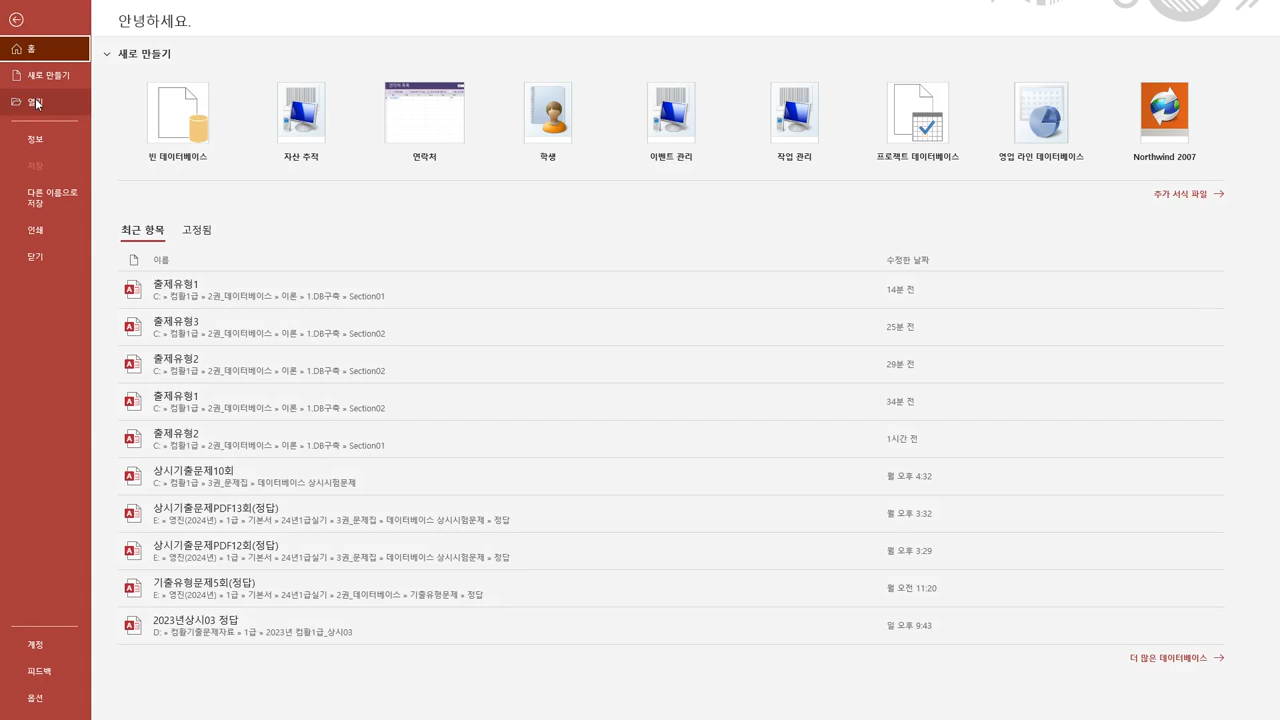 안녕하세요.
홈
새로 만들기
정보
저장
다른 이름으로
저장
인쇄
닫기
계정
피드백
옵션
새로 만들기
빈 데이터베이스
자산 추적
연락처
학생
이벤트 관리
작업 관리
프로젝트 데이터베이스
영업 라인 데이터베이스
Northwind 2007
추가 서식 파일
최근 항목
고정됨
이름
수정한 날짜
출제유형1
C: » 컴활1급 » 2권_데이터베이스 » 이론 » 1.DB구축 » Section01
14분 전
출제유형3
C: » 컴활1급 » 2권_데이터베이스 » 이론 » 1.DB구축 » Section02
25분 전
출제유형2
C: » 컴활1급 » 2권_데이터베이스 » 이론 » 1.DB구축 » Section02
29분 전
출제유형1
C: » 컴활1급 » 2권_데이터베이스 » 이론 » 1.DB구축 » Section02
34분 전
출제유형2
C: » 컴활1급 » 2권_데이터베이스 » 이론 » 1.DB구축 » Section01
1시간 전
상시기출문제10회
C: » 컴활1급 » 3권_문제집 » 데이터베이스 상시시험문제
월 오후 4:32
상시기출문제PDF13회(정답)
E: » 영진(2024년) » 1급 » 기본서 » 24년1급실기 » 3권_문제집 » 데이터베이스 상시시험문제 » 정답
월 오후 3:32
상시기출문제PDF12회(정답)
E: » 영진(2024년) » 1급 » 기본서 » 24년1급실기 » 3권_문제집 » 데이터베이스 상시시험문제 » 정답
월 오후 3:29
기출유형문제5회(정답)
E: » 영진(2024년) » 1급 » 기본서 » 24년1급실기 » 2권_데이터베이스 » 기출유형문제 » 정답
월 오전 11:20
2023년상시03 정답
D: » 컴활기출문제자료 » 1급 » 2023년 컴활1급_상시03
일 오후 9:43
더 많은 데이터베이스